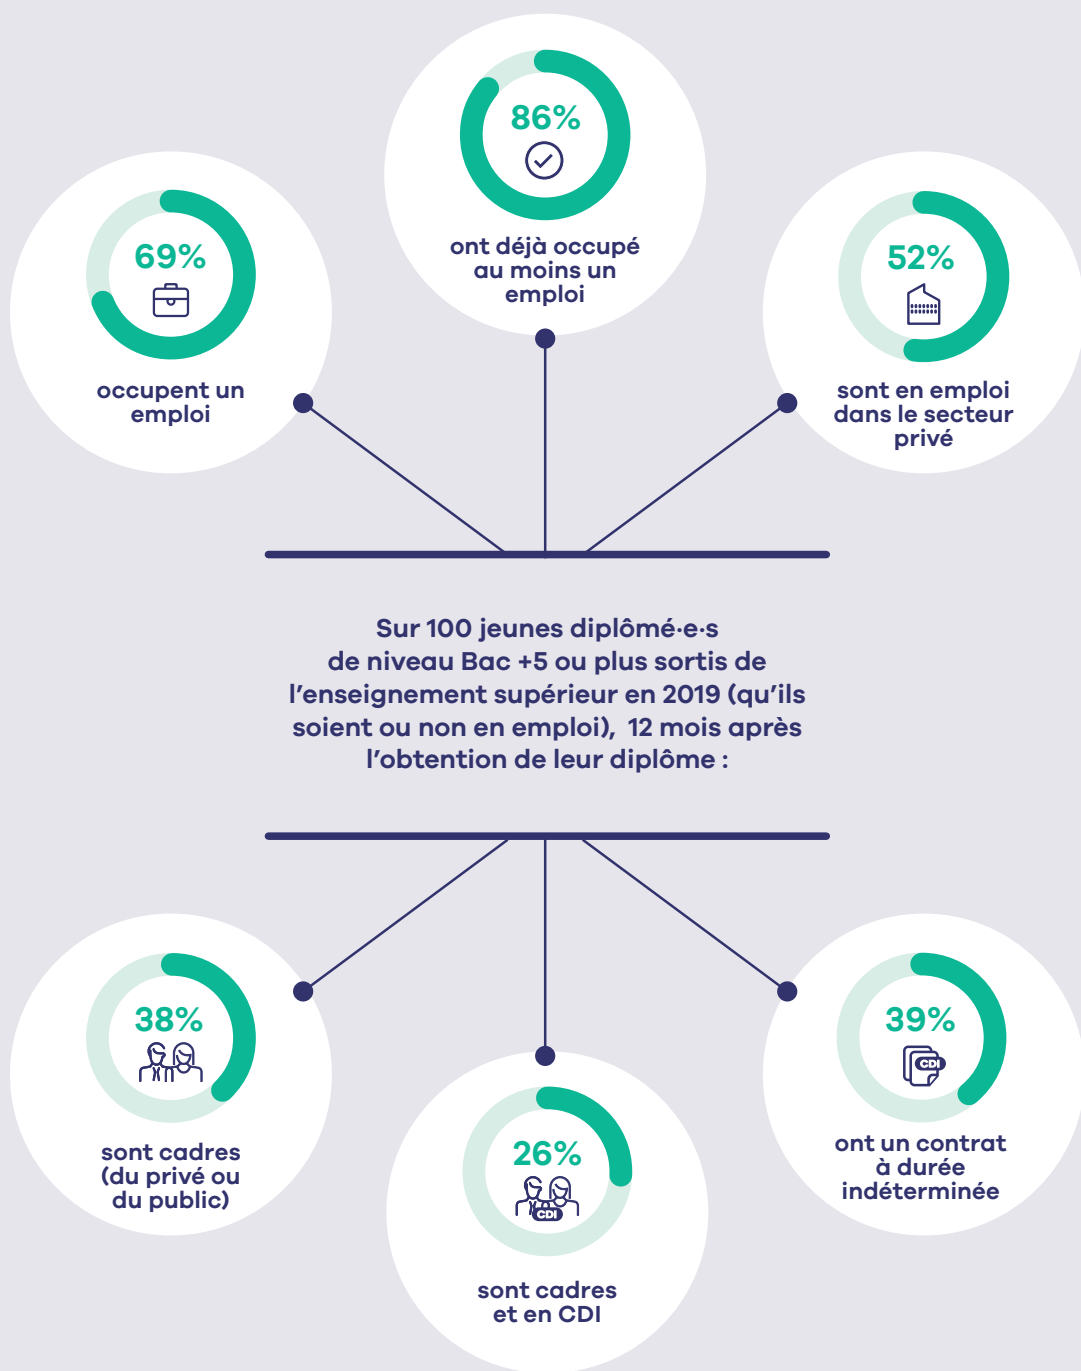 86%
ont déjà occupé
au moins un
emploi
69%
occupent un
emploi
52%
sont en emploi
dans le secteur
privé
Sur 100 jeunes diplômé·e·s
de niveau Bac +5 ou plus sortis de
l'enseignement supérieur en 2019 (qu'ils
soient ou non en emploi), 12 mois après
l'obtention de leur diplôme :
38%
sont cadres
(du privé ou
du public)
26%
CDI
sont cadres
et en CDI
39%
CDI
ont un contrat
à durée
indéterminée